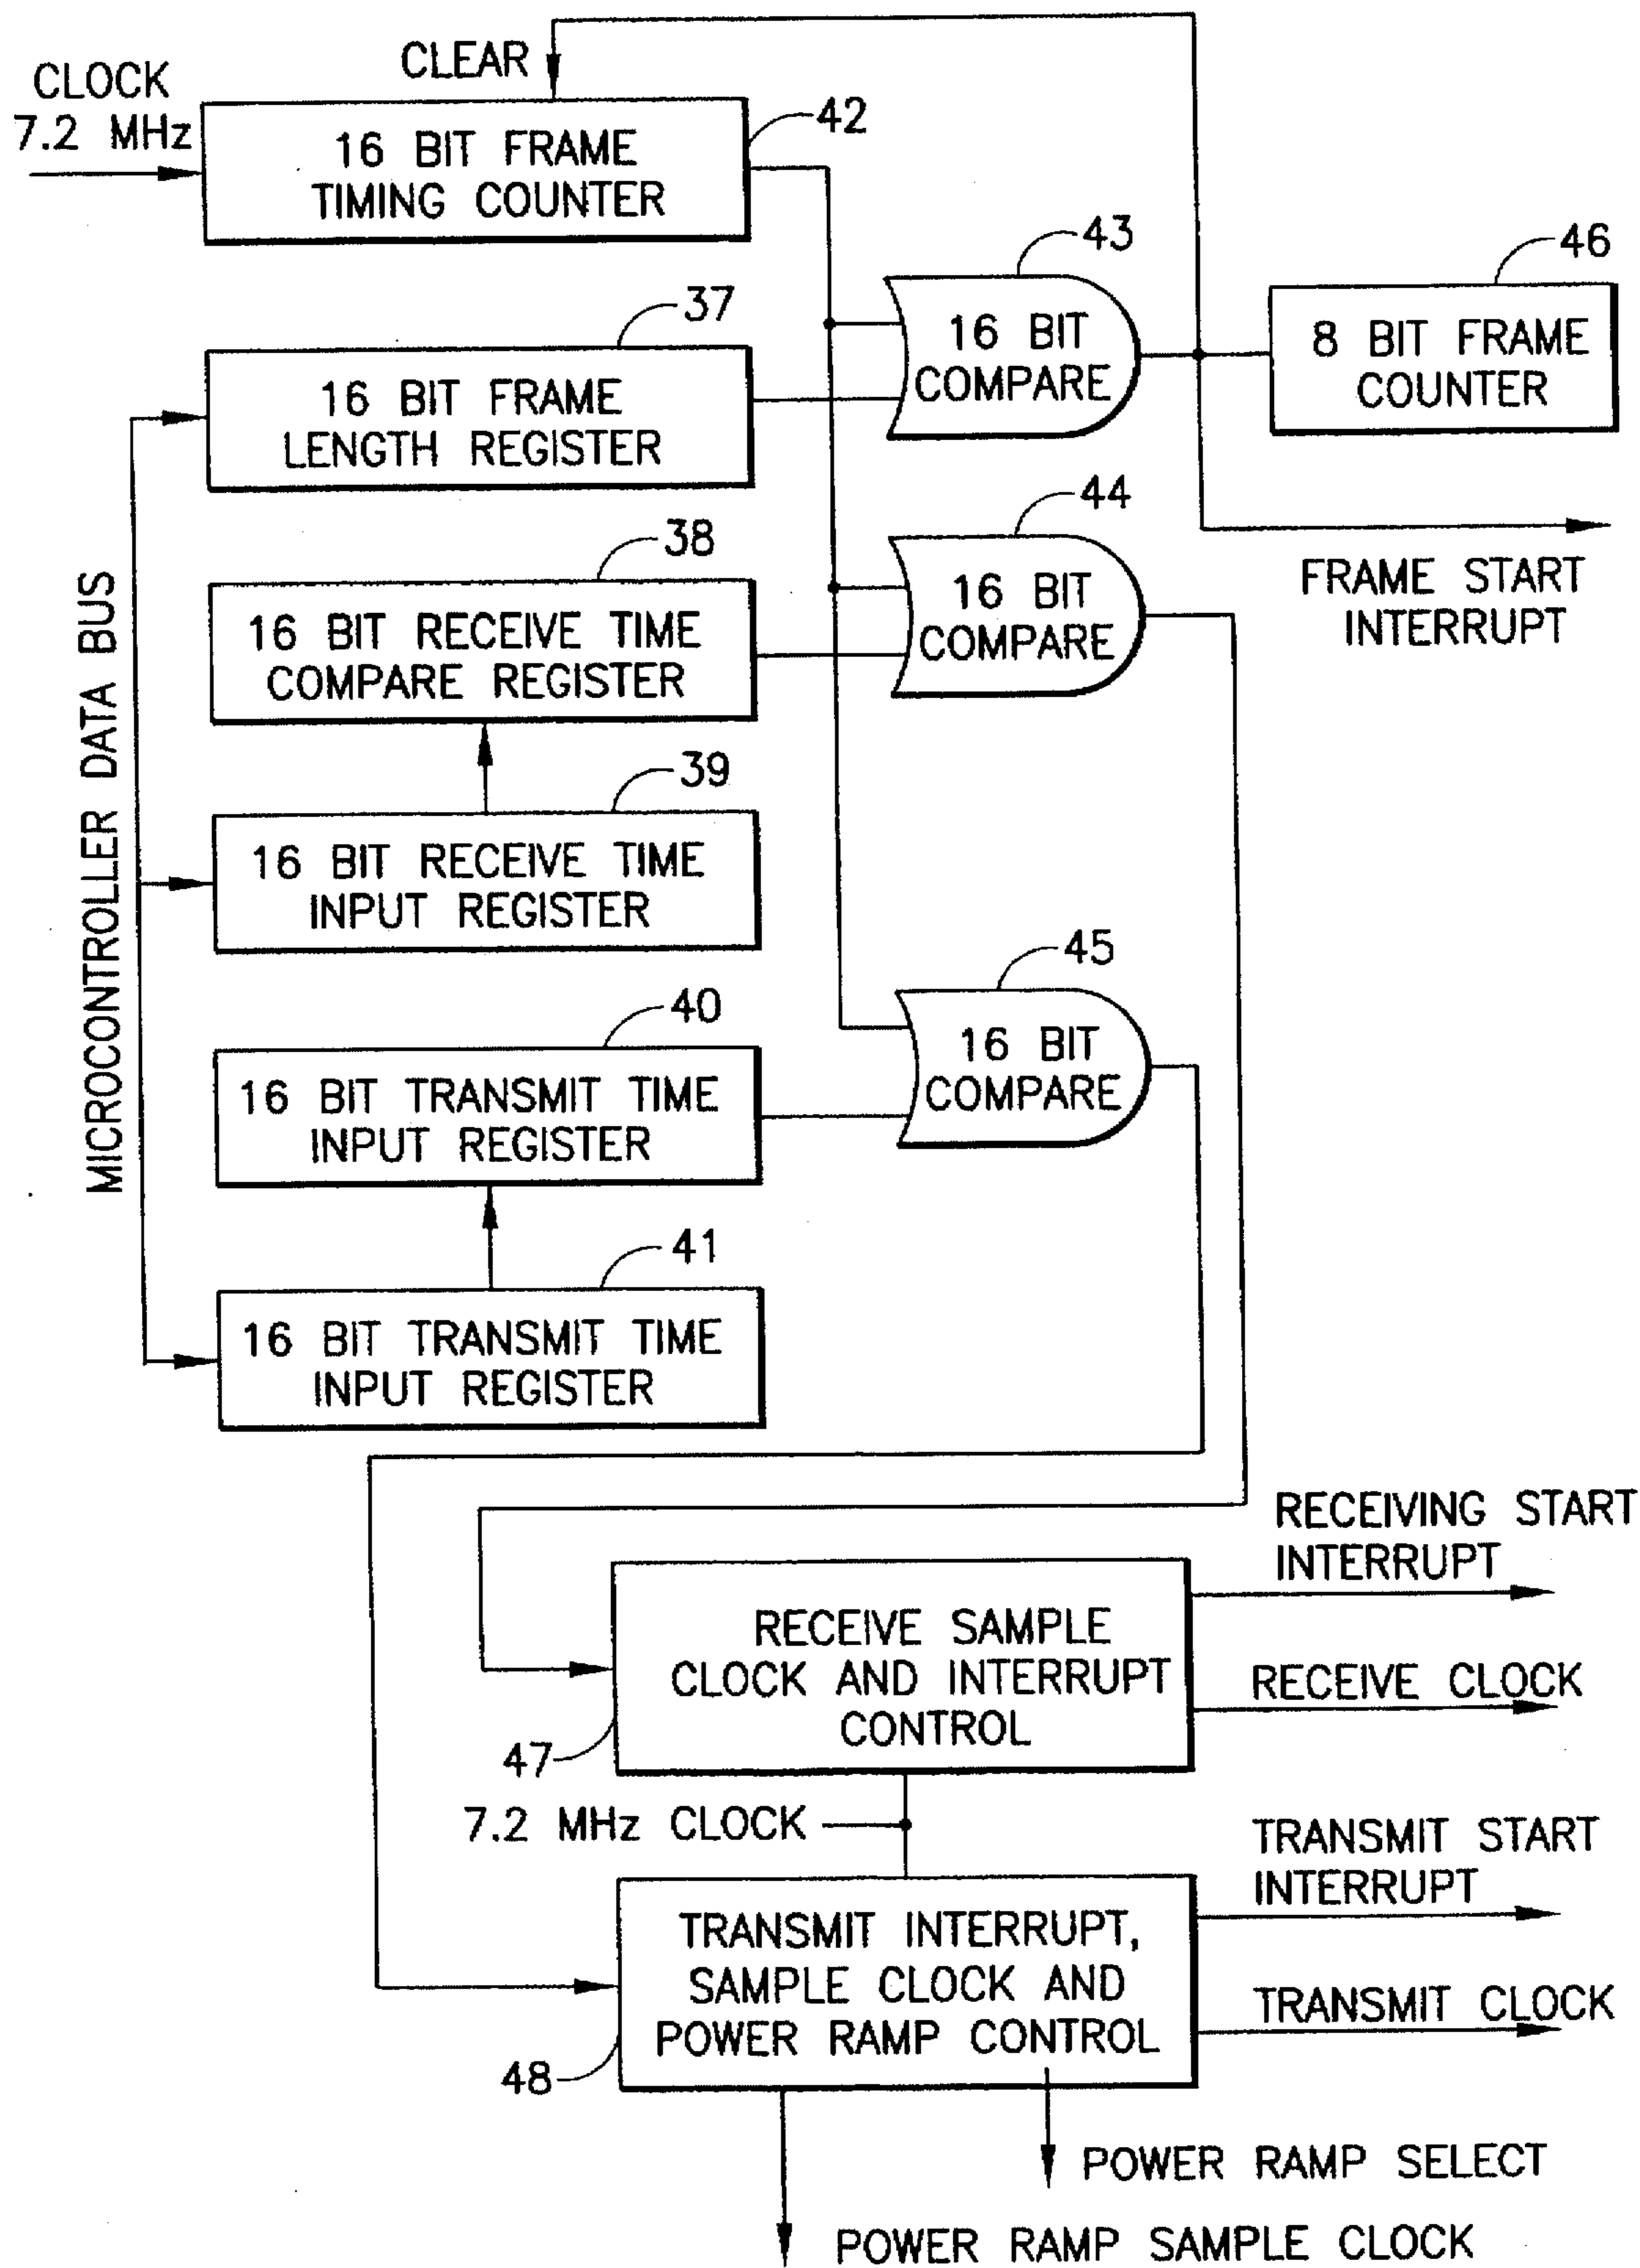 CLEAR
CLOCK
7.2 MHz
16 BIT FRAME
TIMING COUNTER
42
43
46
37
16 BIT FRAME
LENGTH REGISTER
16 BIT
COMPARE
8 BIT FRAME
COUNTER
38
44
FRAME START
INTERRUPT
16 BIT RECEIVE TIME
COMPARE REGISTER
16 BIT
COMPARE
MICROCONTROLLER DATA BUS
39
16 BIT RECEIVE TIME
INPUT REGISTER
45
40
16 BIT TRANSMIT TIME
INPUT REGISTER
16 BIT
COMPARE
41
16 BIT TRANSMIT TIME
INPUT REGISTER
RECEIVING START
INTERRUPT
RECEIVE SAMPLE
CLOCK AND INTERRUPT
CONTROL
RECEIVE CLOCK
47
7.2 MHz CLOCK
TRANSMIT START
INTERRUPT
TRANSMIT INTERRUPT,
SAMPLE CLOCK AND
POWER RAMP CONTROL
TRANSMIT CLOCK
48
POWER RAMP SELECT
POWER RAMP SAMPLE CLOCK